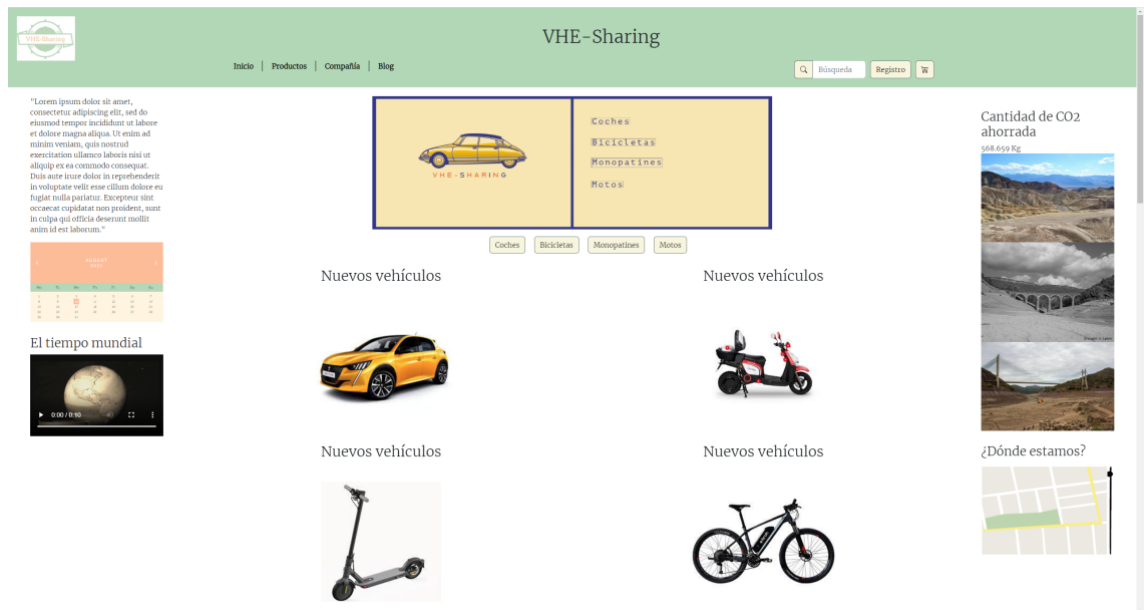 VHE-Sharing
VHE-Sharing
Inicio | Productos | Compañía | Blog
Búsqueda
Registro
"Lorem ipsum dolor sit amet,
consectetur adipiscing elit, sed do
eiusmod tempor incididunt ut labore
et dolore magna aliqua. Ut enim ad
minim veniam, quis nostrud
exercitation ullamco laboris nisi ut
aliquip ex ea commodo consequat.
Duis aute irure dolor in reprehenderit
in voluptate velit esse cillum dolore eu
fugiat nulla pariatur. Excepteur sint
occaecat cupidatat non proident, sunt
in culpa qui officia deserunt mollit
anim id est laborum."
AUGUST
El tiempo mundial
0:00 / 0:10
VHE-SHARING
Coches
Bicicletas
Monopatines
Motos
Coches
Bicicletas
Monopatines
Motos
Nuevos vehículos
Nuevos vehículos
Nuevos vehículos
Nuevos vehículos
Cantidad de CO2
ahorrada
568.659 Kg
¿Dónde estamos?